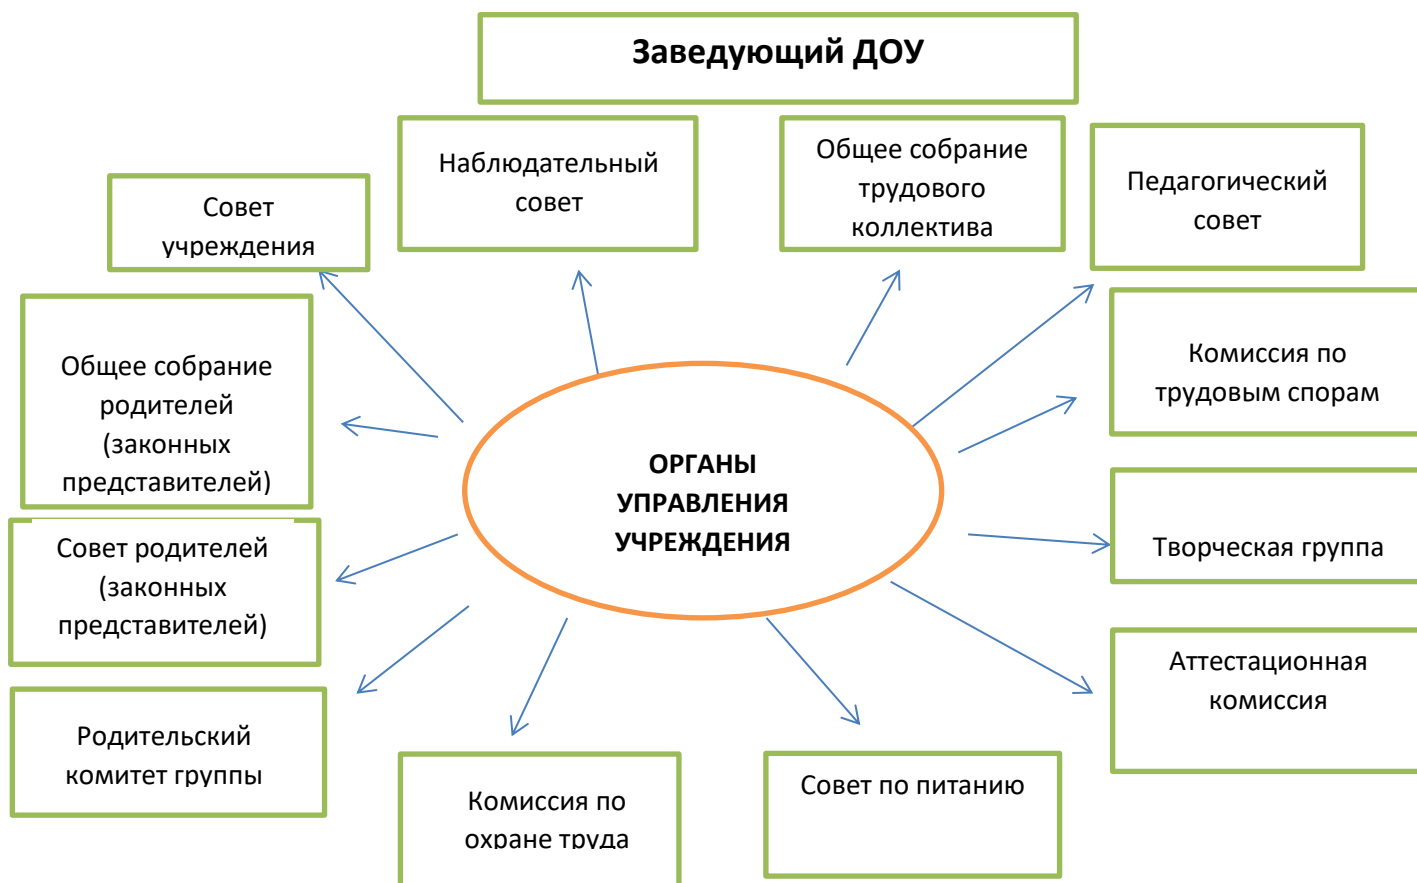 Заведующий ДОУ
Наблюдательный
совет
Общее собрание
трудового
коллектива
Педагогический
совет
Совет
учреждения
Общее собрание
родителей
(законных
представителей)
Комиссия по
трудовым спорам
ОРГАНЫ
УПРАВЛЕНИЯ
УЧРЕЖДЕНИЯ
Совет родителей
(законных
представителей)
Творческая группа
Аттестационная
комиссия
Родительский
комитет группы
Комиссия по
охране труда
Совет по питанию